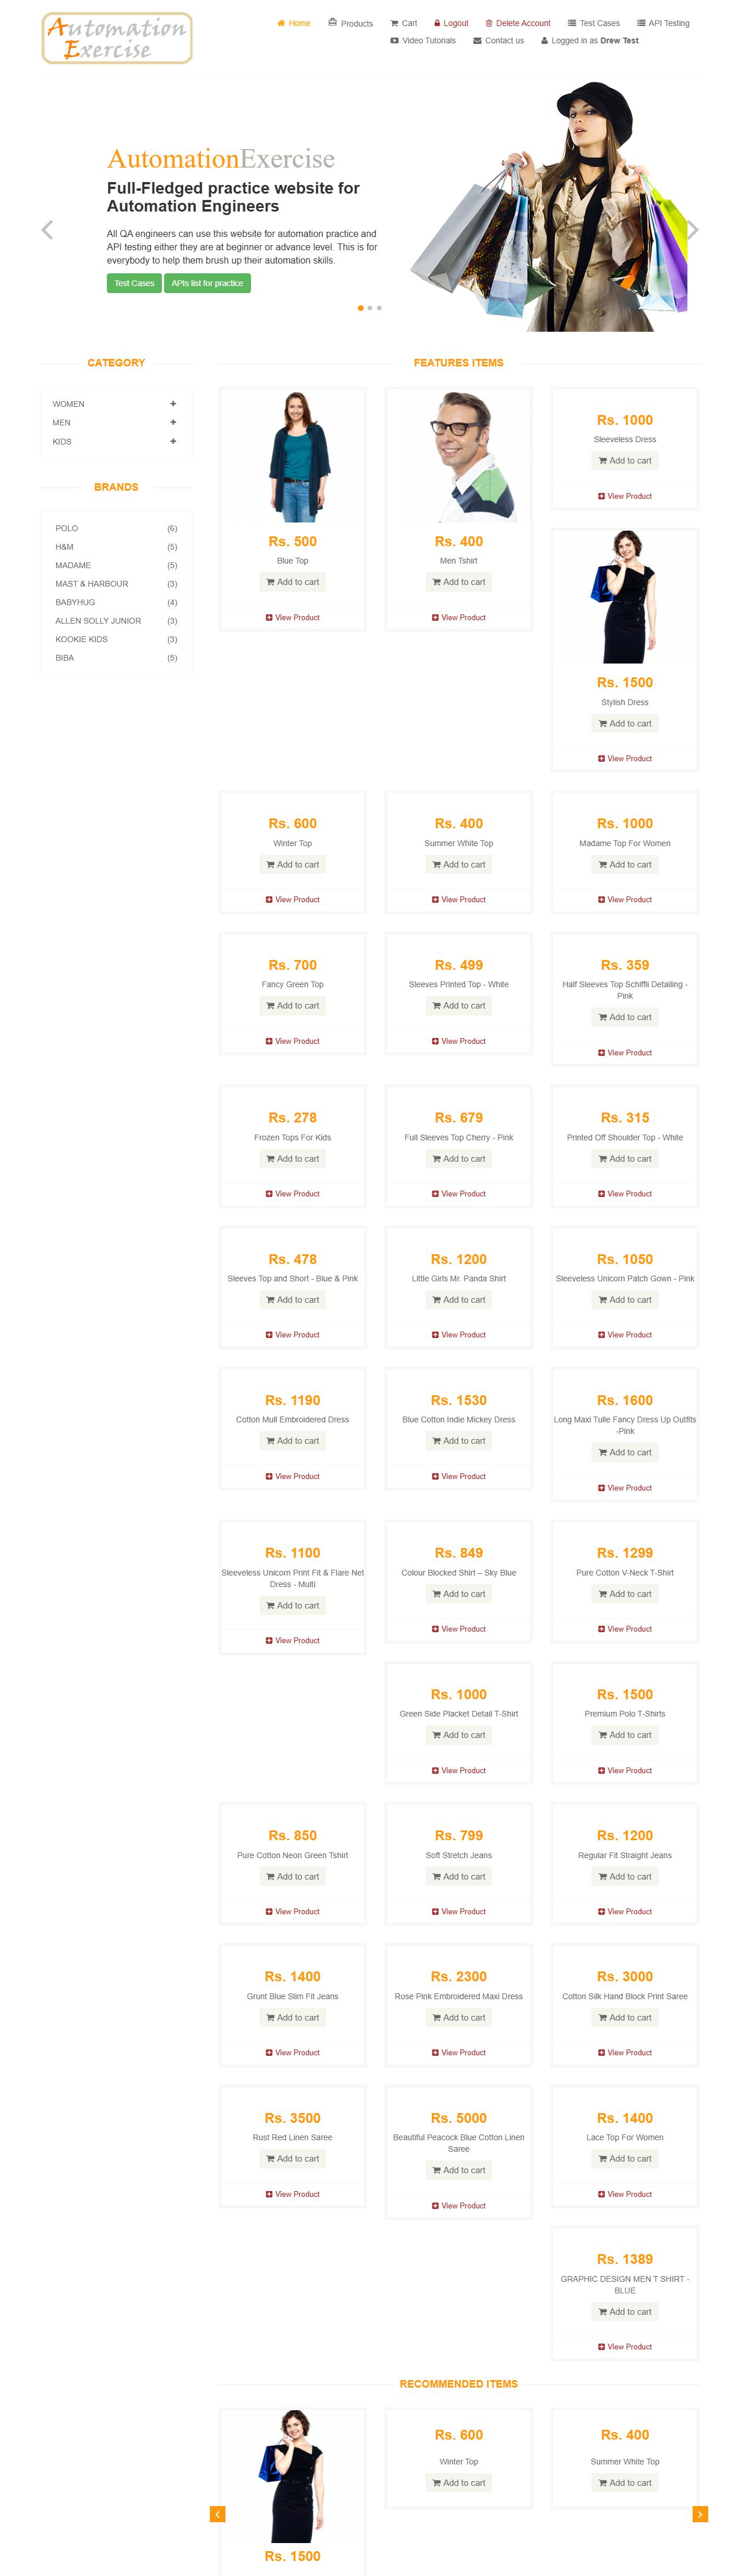 Automation
Exercise
Home
Products
Cart
Logout
Delete Account
Test Cases
API Testing
Video Tutorials
Contact us
Logged in as Drew Test
AutomationExercise
Full-Fledged practice website for
Automation Engineers
All QA engineers can use this website for automation practice and
API testing either they are at beginner or advance level. This is for
everybody to help them brush up their automation skills.
Test Cases
APIs list for practice
CATEGORY
WOMEN
MEN
KIDS
BRANDS
POLO (6)
H&M (5)
MADAME (5)
MAST & HARBOUR (3)
BABYHUG (4)
ALLEN SOLLY JUNIOR (3)
KOOKIE KIDS (3)
BIBA (5)
FEATURES ITEMS
Rs. 500
Blue Top
Add to cart
View Product
Rs. 400
Men Tshirt
Add to cart
View Product
Rs. 1000
Sleeveless Dress
Add to cart
View Product
Rs. 1500
Stylish Dress
Add to cart
View Product
Rs. 600
Winter Top
Add to cart
View Product
Rs. 400
Summer White Top
Add to cart
View Product
Rs. 1000
Madame Top For Women
Add to cart
View Product
Rs. 700
Fancy Green Top
Add to cart
View Product
Rs. 499
Sleeves Printed Top - White
Add to cart
View Product
Rs. 359
Half Sleeves Top Schiffli Detailing -
Pink
Add to cart
View Product
Rs. 278
Frozen Tops For Kids
Add to cart
View Product
Rs. 679
Full Sleeves Top Cherry - Pink
Add to cart
View Product
Rs. 315
Printed Off Shoulder Top - White
Add to cart
View Product
Rs. 478
Sleeves Top and Short - Blue & Pink
Add to cart
View Product
Rs. 1200
Little Girls Mr. Panda Shirt
Add to cart
View Product
Rs. 1050
Sleeveless Unicorn Patch Gown - Pink
Add to cart
View Product
Rs. 1190
Cotton Mull Embroidered Dress
Add to cart
View Product
Rs. 1530
Blue Cotton Indie Mickey Dress
Add to cart
View Product
Rs. 1600
Long Maxi Tulle Fancy Dress Up Outfits
-Pink
Add to cart
View Product
Rs. 1100
Sleeveless Unicorn Print Fit & Flare Net
Dress - Multi
Add to cart
View Product
Rs. 849
Colour Blocked Shirt – Sky Blue
Add to cart
View Product
Rs. 1299
Pure Cotton V-Neck T-Shirt
Add to cart
View Product
Rs. 1000
Green Side Placket Detail T-Shirt
Add to cart
View Product
Rs. 1500
Premium Polo T-Shirts
Add to cart
View Product
Rs. 850
Pure Cotton Neon Green Tshirt
Add to cart
View Product
Rs. 799
Soft Stretch Jeans
Add to cart
View Product
Rs. 1200
Regular Fit Straight Jeans
Add to cart
View Product
Rs. 1400
Grunt Blue Slim Fit Jeans
Add to cart
View Product
Rs. 2300
Rose Pink Embroidered Maxi Dress
Add to cart
View Product
Rs. 3000
Cotton Silk Hand Block Print Saree
Add to cart
View Product
Rs. 3500
Rust Red Linen Saree
Add to cart
View Product
Rs. 5000
Beautiful Peacock Blue Cotton Linen
Saree
Add to cart
View Product
Rs. 1400
Lace Top For Women
Add to cart
View Product
Rs. 1389
GRAPHIC DESIGN MEN T SHIRT -
BLUE
Add to cart
View Product
RECOMMENDED ITEMS
Rs. 1500
Rs. 600
Winter Top
Add to cart
Rs. 400
Summer White Top
Add to cart